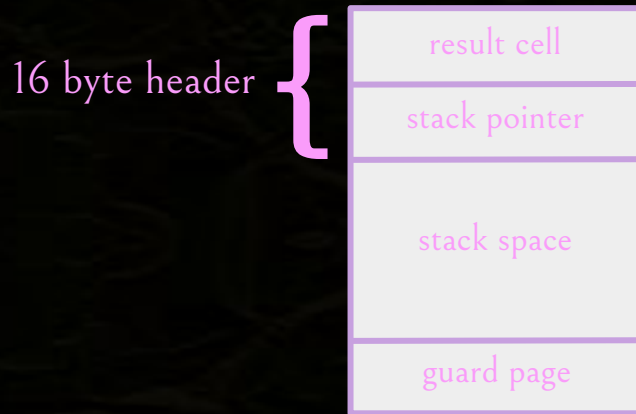 result cell
16 byte header {
stack pointer
stack space
guard page